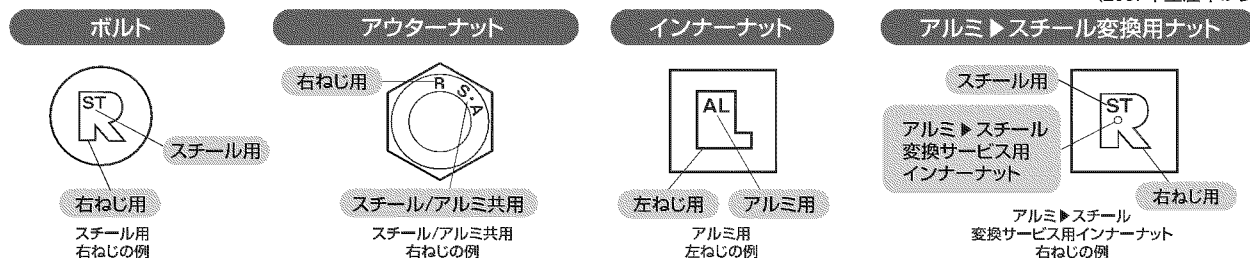 ボルト
ST
R
スチール用
右ねじ用
スチール用
右ねじの例
アウターナット
右ねじ用
R S・A
スチール/アルミ共用
スチール/アルミ共用
右ねじの例
インナーナット
AL
L
左ねじ用 アルミ用
アルミ用
左ねじの例
アルミ▶スチール変換用ナット
スチール用
ST
R
アルミ▶スチール
変換サービス用
インナーナット
右ねじ用
アルミ▶スチール
変換サービス用インナーナット
右ねじの例